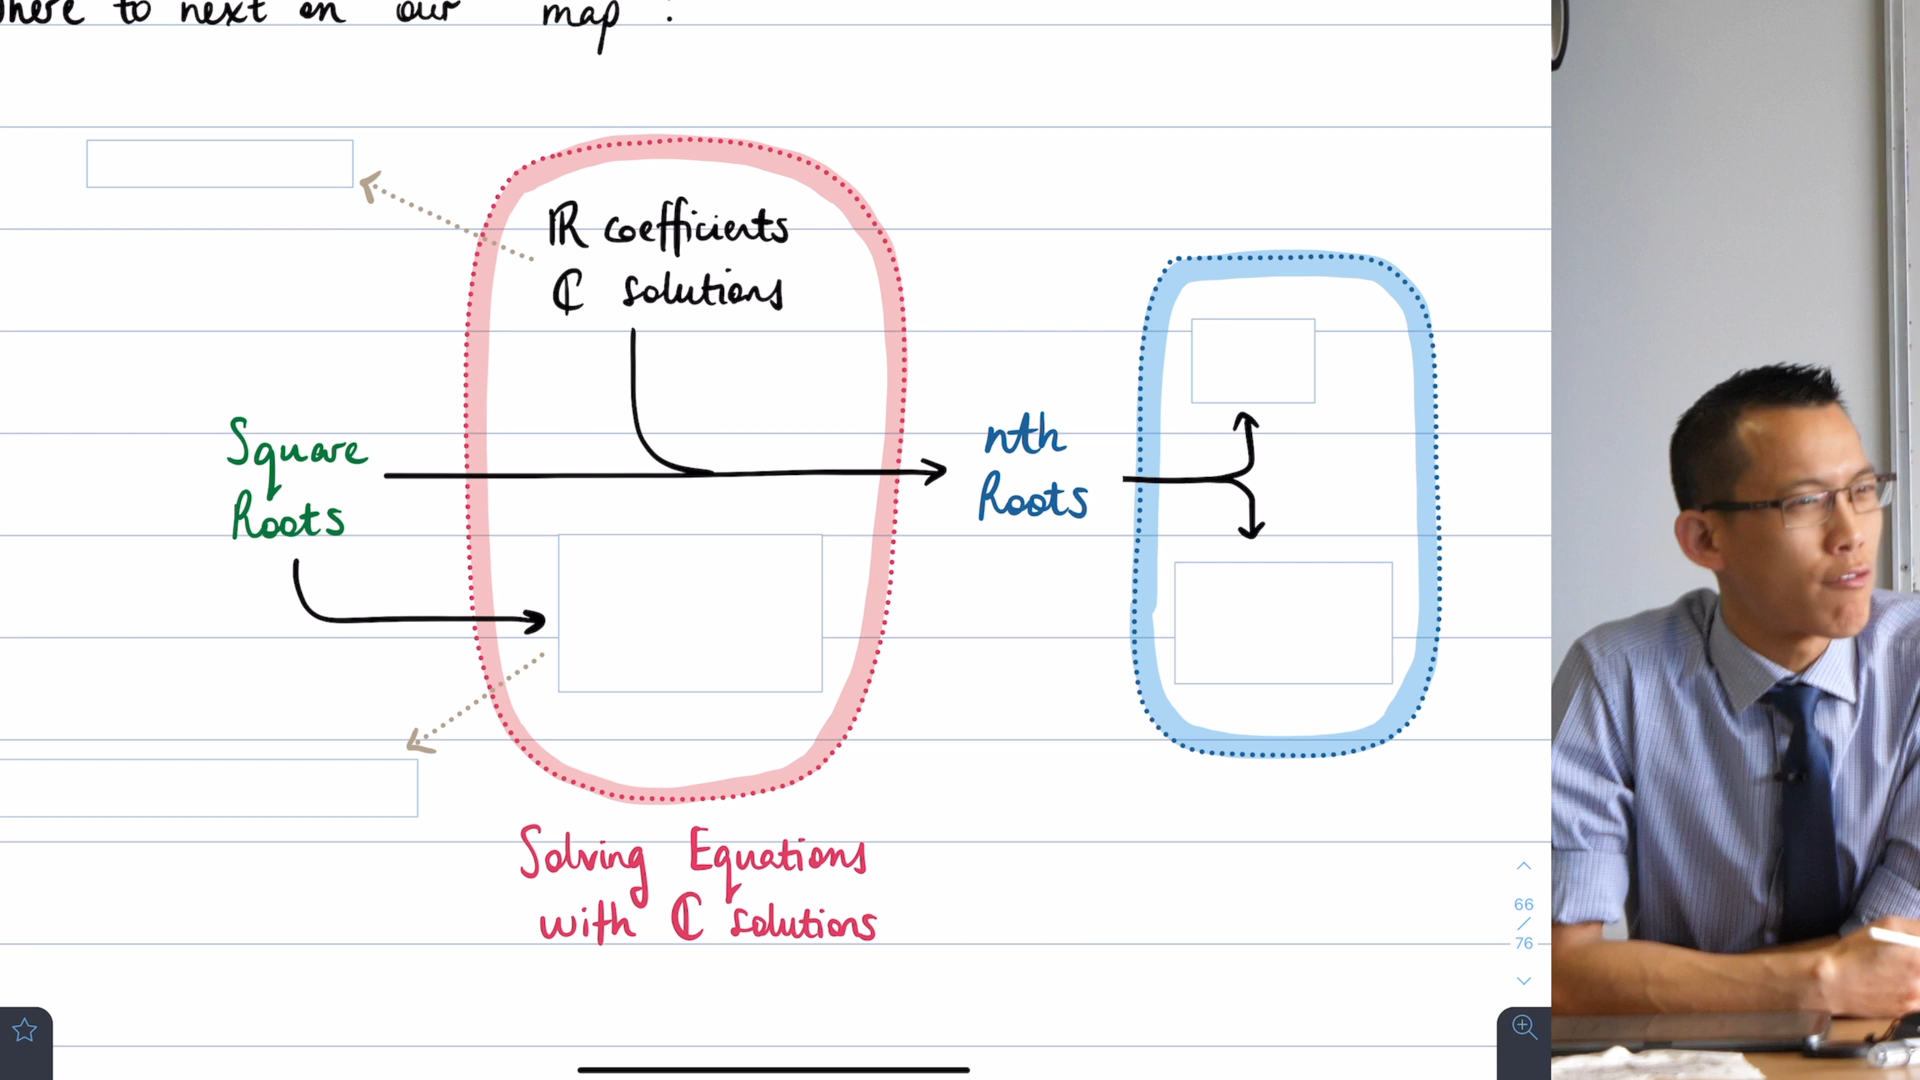 to next on our map ?
ℝ coefficients
ℂ solutions
Square
Roots
nth
Roots
Solving Equations
with ℂ solutions
66
/
76